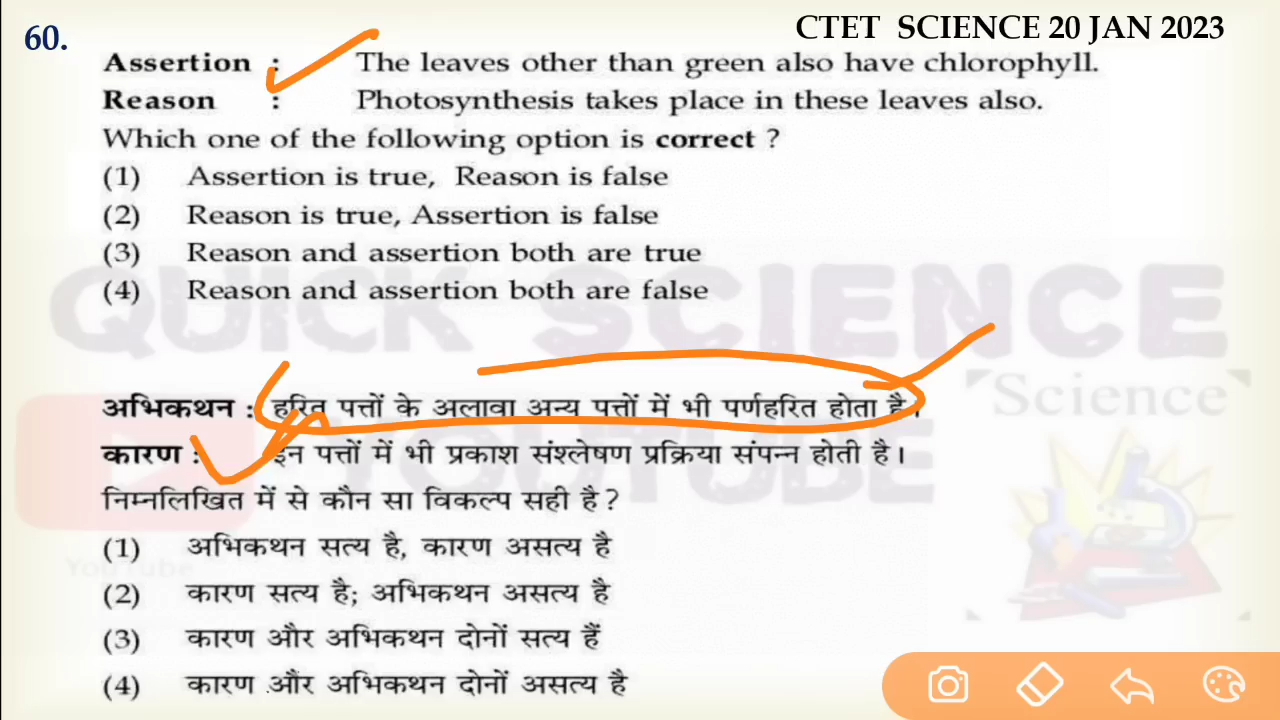 CTET SCIENCE 20 JAN 2023
60.
Assertion : The leaves other than green also have chlorophyll.
Reason : Photosynthesis takes place in these leaves also.
Which one of the following option is correct ?
(1) Assertion is true, Reason is false
(2) Reason is true, Assertion is false
(3) Reason and assertion both are true
(4) Reason and assertion both are false
QUICK SCIENCE
Science
YOUTUBE
YouTube
अभिकथन : हरित पत्तों के अलावा अन्य पत्तों में भी पर्णहरित होता है।
कारण : इन पत्तों में भी प्रकाश संश्लेषण प्रक्रिया संपन्न होती है।
निम्नलिखित में से कौन सा विकल्प सही है ?
(1) अभिकथन सत्य है, कारण असत्य है
(2) कारण सत्य है; अभिकथन असत्य है
(3) कारण और अभिकथन दोनों सत्य हैं
(4) कारण और अभिकथन दोनों असत्य है